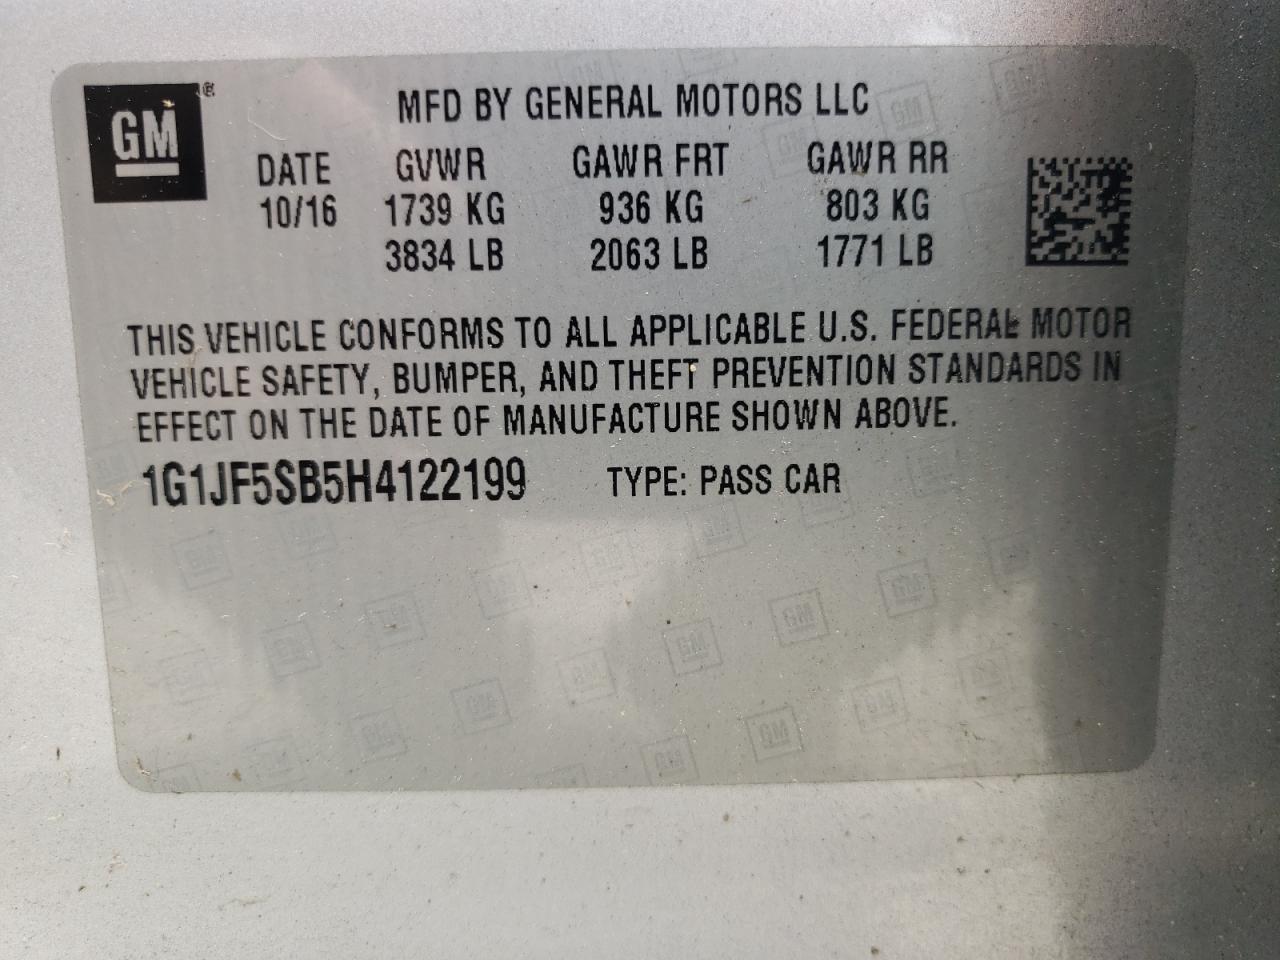 GM®
MFD BY GENERAL MOTORS LLC
DATE GVWR GAWR FRT GAWR RR
10/16 1739 KG 936 KG 803 KG
3834 LB 2063 LB 1771 LB
THIS VEHICLE CONFORMS TO ALL APPLICABLE U.S. FEDERAL MOTOR
VEHICLE SAFETY, BUMPER, AND THEFT PREVENTION STANDARDS IN
EFFECT ON THE DATE OF MANUFACTURE SHOWN ABOVE.
1G1JF5SB5H4122199 TYPE: PASS CAR